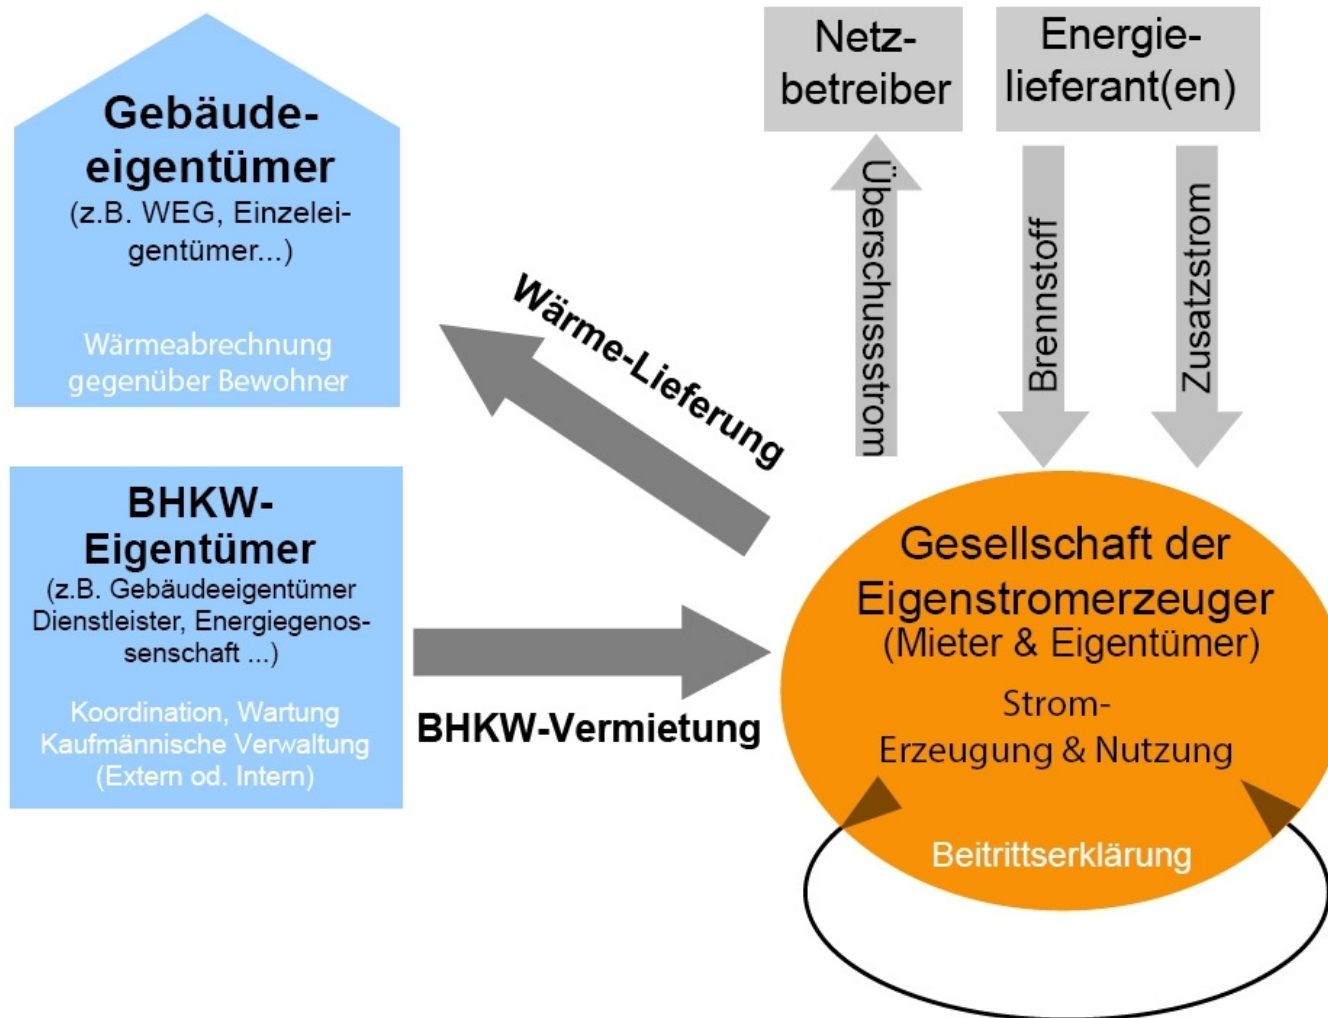 Gebäude-
eigentümer
(z.B. WEG, Einzelei-
gentümer...)
Wärmeabrechnung
gegenüber Bewohner
BHKW-
Eigentümer
(z.B. Gebäudeeigentümer
Dienstleister, Energiegenos-
senschaft ...)
Koordination, Wartung
Kaufmännische Verwaltung
(Extern od. Intern)
Wärme-Lieferung
BHKW-Vermietung
Netz-
betreiber
Energie-
lieferant(en)
Überschussstrom
Brennstoff
Zusatzstrom
Gesellschaft der
Eigenstromerzeuger
(Mieter & Eigentümer)
Strom-
Erzeugung & Nutzung
Beitrittserklärung